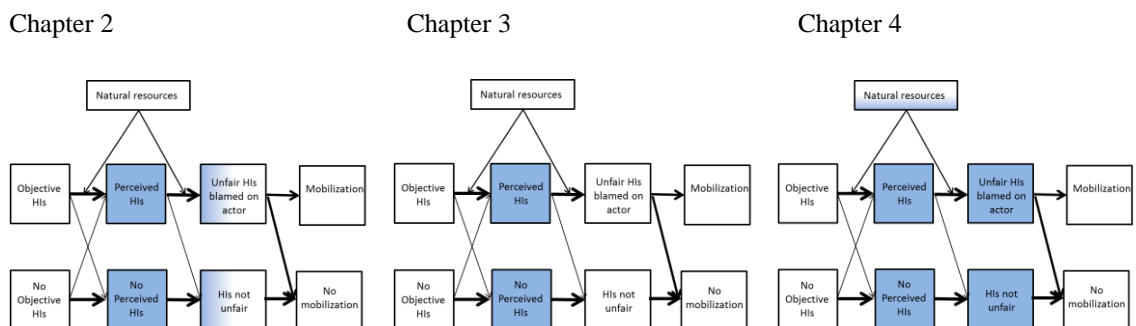 Chapter 2
Chapter 3
Chapter 4
Natural resources
Natural resources
Natural resources
Objective
HIs
Perceived
HIs
Unfair HIs
blamed on
actor
Mobilization
Objective
HIs
Perceived
HIs
Unfair HIs
blamed on
actor
Mobilization
Objective
HIs
Perceived
HIs
Unfair HIs
blamed on
actor
Mobilization
No
Objective
HIs
No
Perceived
HIs
HIs not
unfair
No
mobilization
No
Objective
HIs
No
Perceived
HIs
HIs not
unfair
No
mobilization
No
Objective
HIs
No
Perceived
HIs
HIs not
unfair
No
mobilization